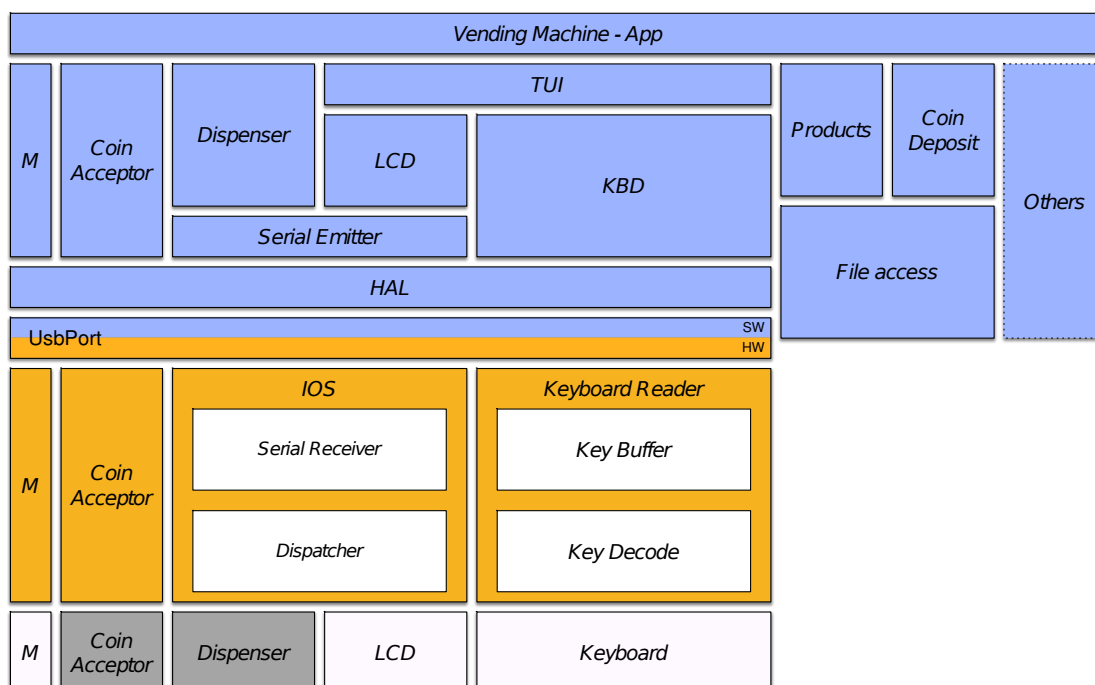 Vending Machine - App
M
Coin
Acceptor
Dispenser
TUI
LCD
KBD
Serial Emitter
Products
Coin
Deposit
File access
Others
HAL
UsbPort
SW
HW
M
Coin
Acceptor
IOS
Serial Receiver
Dispatcher
Keyboard Reader
Key Buffer
Key Decode
M
Coin
Acceptor
Dispenser
LCD
Keyboard